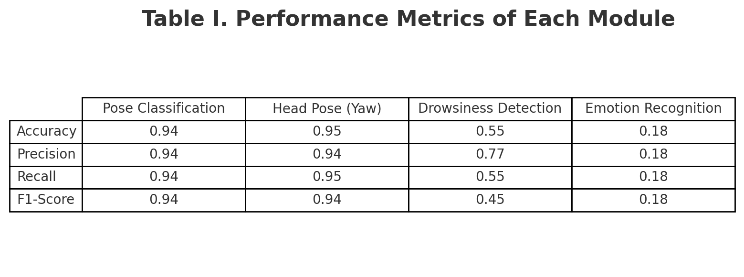 Table I. Performance Metrics of Each Module
Pose Classification Head Pose (Yaw) Drowsiness Detection Emotion Recognition
Accuracy 0.94 0.95 0.55 0.18
Precision 0.94 0.94 0.77 0.18
Recall 0.94 0.95 0.55 0.18
F1-Score 0.94 0.94 0.45 0.18